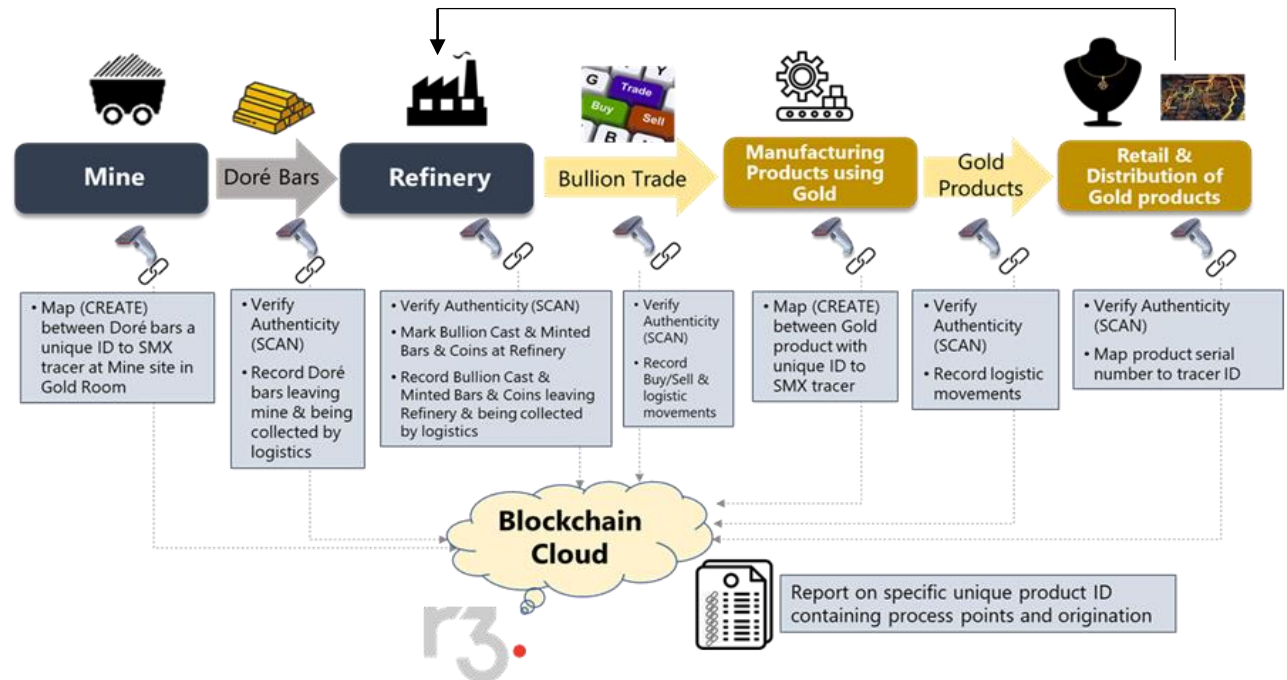 G
Y
Trade
Buy
Sell
B
Mine
Doré Bars
Refinery
Bullion Trade
Manufacturing
Products using
Gold
Gold
Products
Retail &
Distribution of
Gold products
• Map (CREATE)
between Doré bars a
unique ID to SMX
tracer at Mine site in
Gold Room
• Verify
Authenticity
(SCAN)
• Record Doré
bars leaving
mine & being
collected by
logistics
• Verify Authenticity (SCAN)
• Mark Bullion Cast & Minted
Bars & Coins at Refinery
• Record Bullion Cast &
Minted Bars & Coins leaving
Refinery & being collected
by logistics
• Verify
Authenticity
(SCAN)
• Record
Buy/Sell &
logistic
movements
• Map (CREATE)
between Gold
product with
unique ID to
SMX tracer
• Verify
Authenticity
(SCAN)
• Record logistic
movements
• Verify Authenticity
(SCAN)
• Map product serial
number to tracer ID
Blockchain
Cloud
r3.
Report on specific unique product ID
containing process points and origination